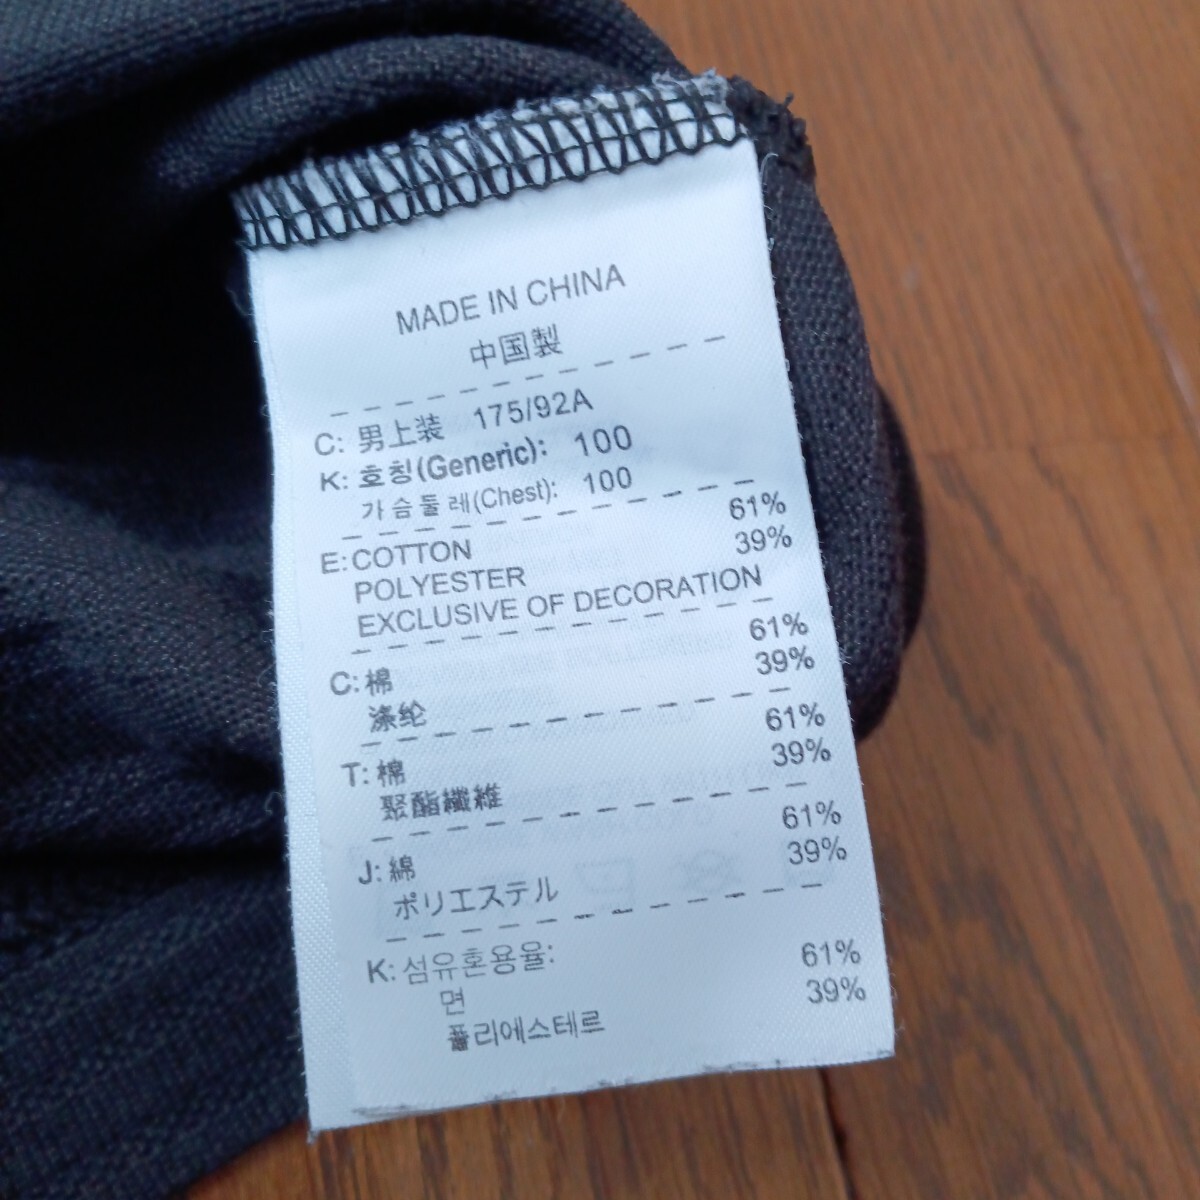 MADE IN CHINA
中国製
C: 男上装 175/92A
K: 호칭(Generic): 100
가슴둘레(Chest): 100
E: COTTON 61%
POLYESTER 39%
EXCLUSIVE OF DECORATION
C: 棉 61%
涤纶 39%
T: 棉 61%
聚酯纖維 39%
J: 綿 61%
ポリエステル 39%
K: 섬유혼용율:
면 61%
폴리에스테르 39%